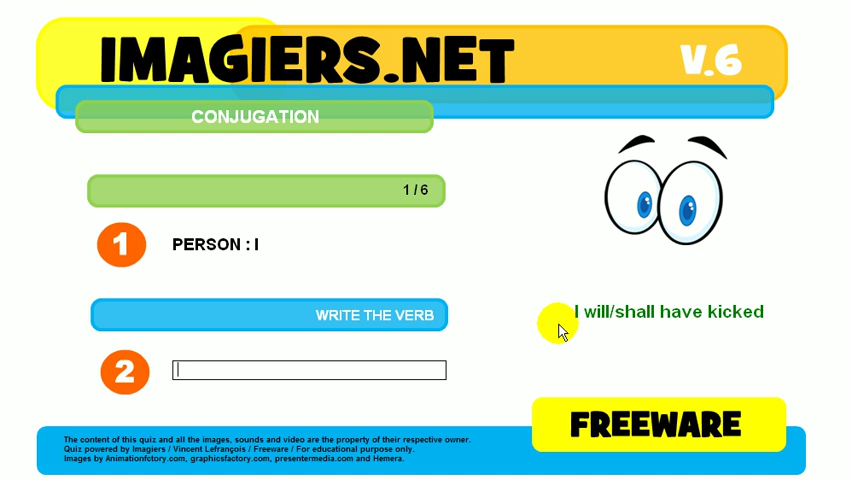 IMAGIERS.NET
V.6
CONJUGATION
1 / 6
1
PERSON : I
I will/shall have kicked
WRITE THE VERB
2
FREEWARE
The content of this quiz and all the images, sounds and video are the property of their respective owner.
Quiz powered by Imagiers / Vincent Lefrançois / Freeware / For educational purpose only.
Images by Animationfctory.com, graphicsfactory.com, presentermedia.com and Hemera.